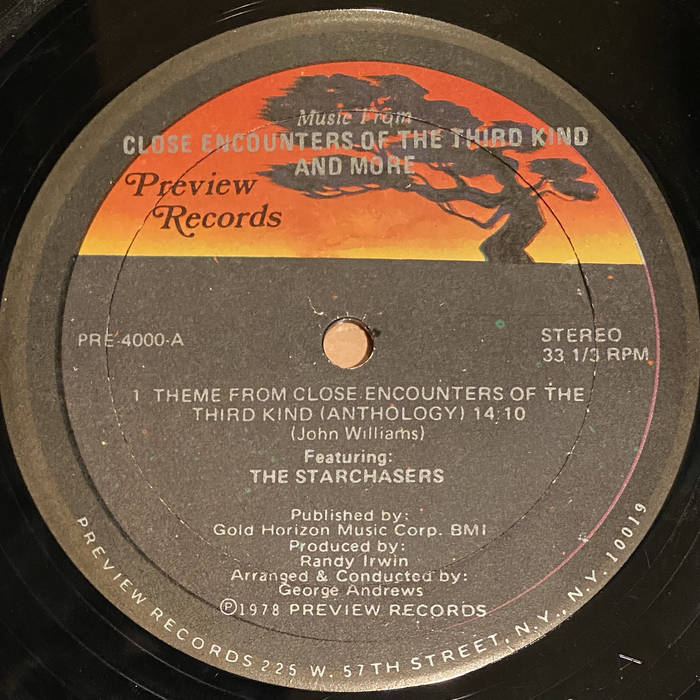 Music From
CLOSE ENCOUNTERS OF THE THIRD KIND
AND MORE
Preview
Records
PRE-4000-A
STEREO
33 1/3 RPM
1 THEME FROM CLOSE ENCOUNTERS OF THE
THIRD KIND (ANTHOLOGY) 14:10
(John Williams)
Featuring:
THE STARCHASERS
Published by:
Gold Horizon Music Corp. BMI
Produced by:
Randy Irwin
Arranged & Conducted by:
George Andrews
Ⓟ1978 PREVIEW RECORDS
PREVIEW RECORDS 225 W. 57TH STREET, N.Y., N.Y. 10019